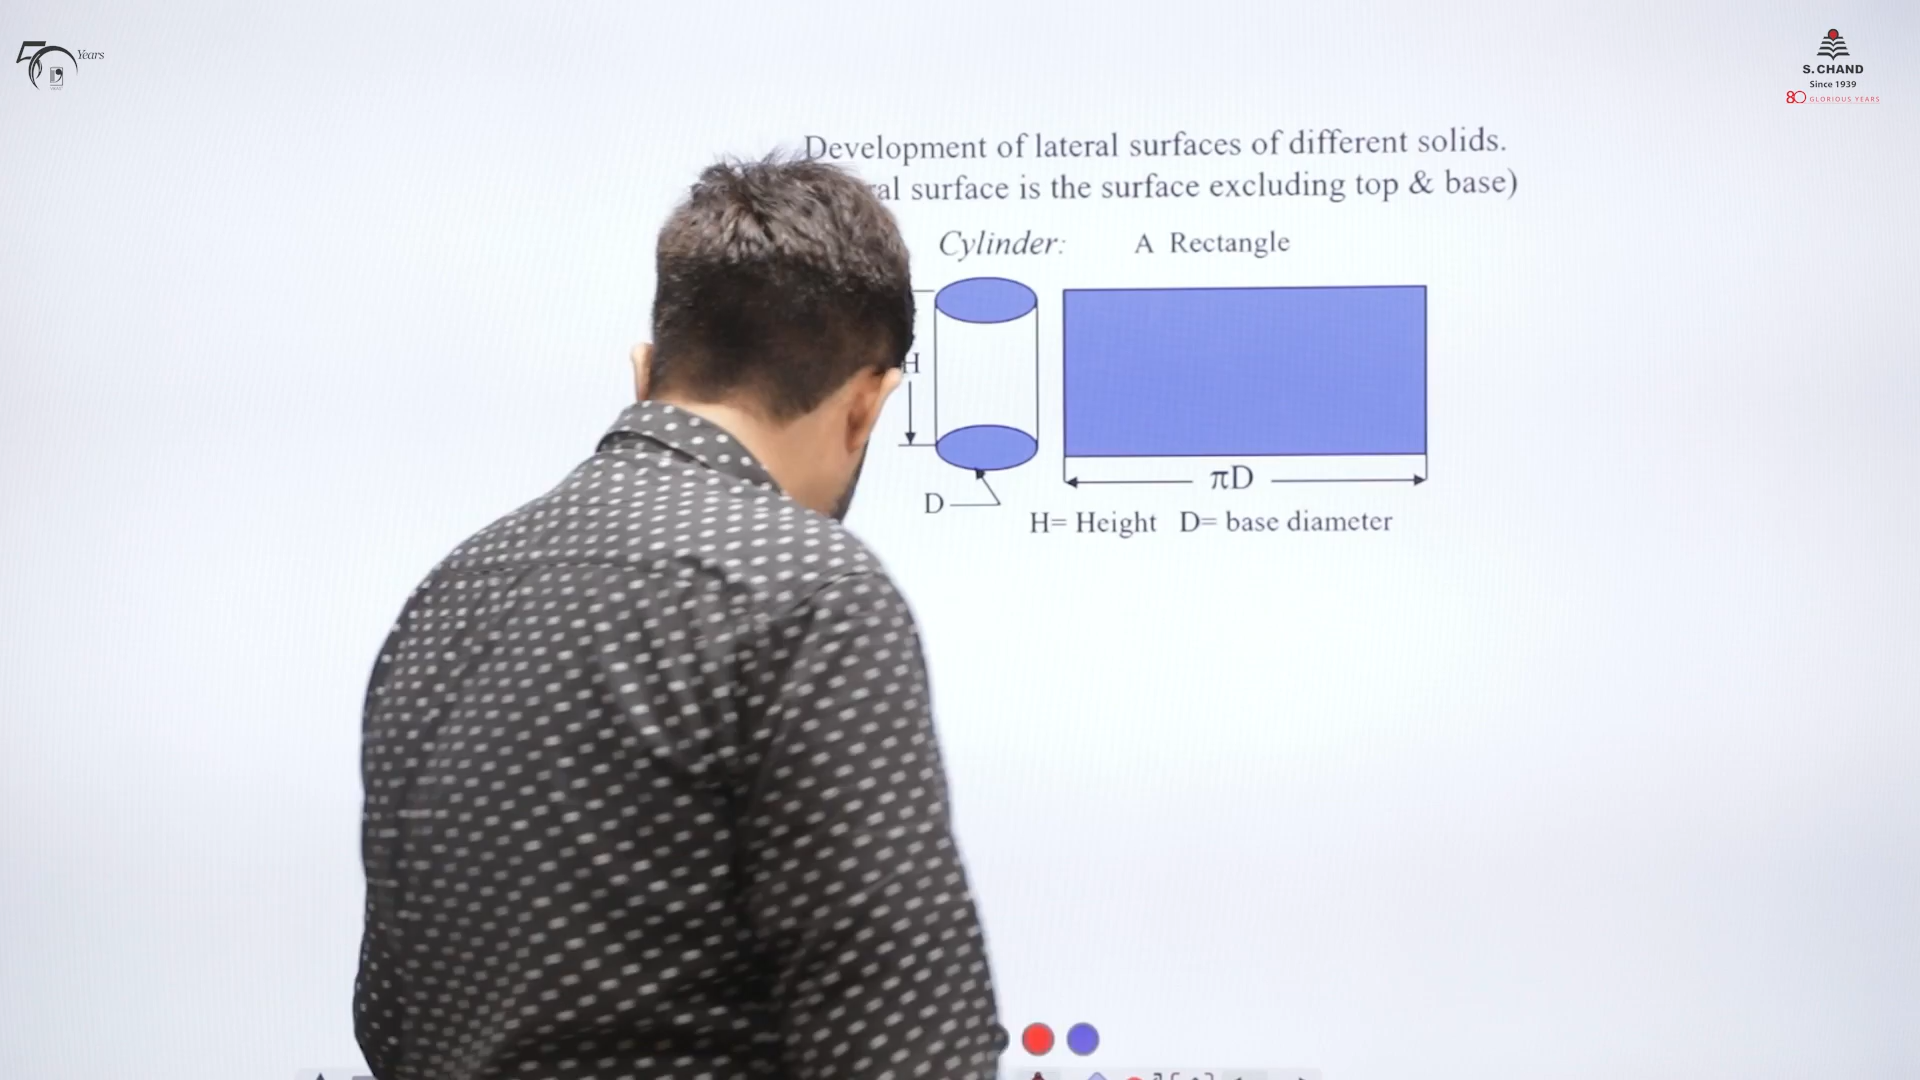 50 Years
S. CHAND
Since 1939
80 GLORIOUS YEARS
Development of lateral surfaces of different solids.
surface is the surface excluding top & base)
Cylinder: A Rectangle
H
πD
D
H= Height D= base diameter